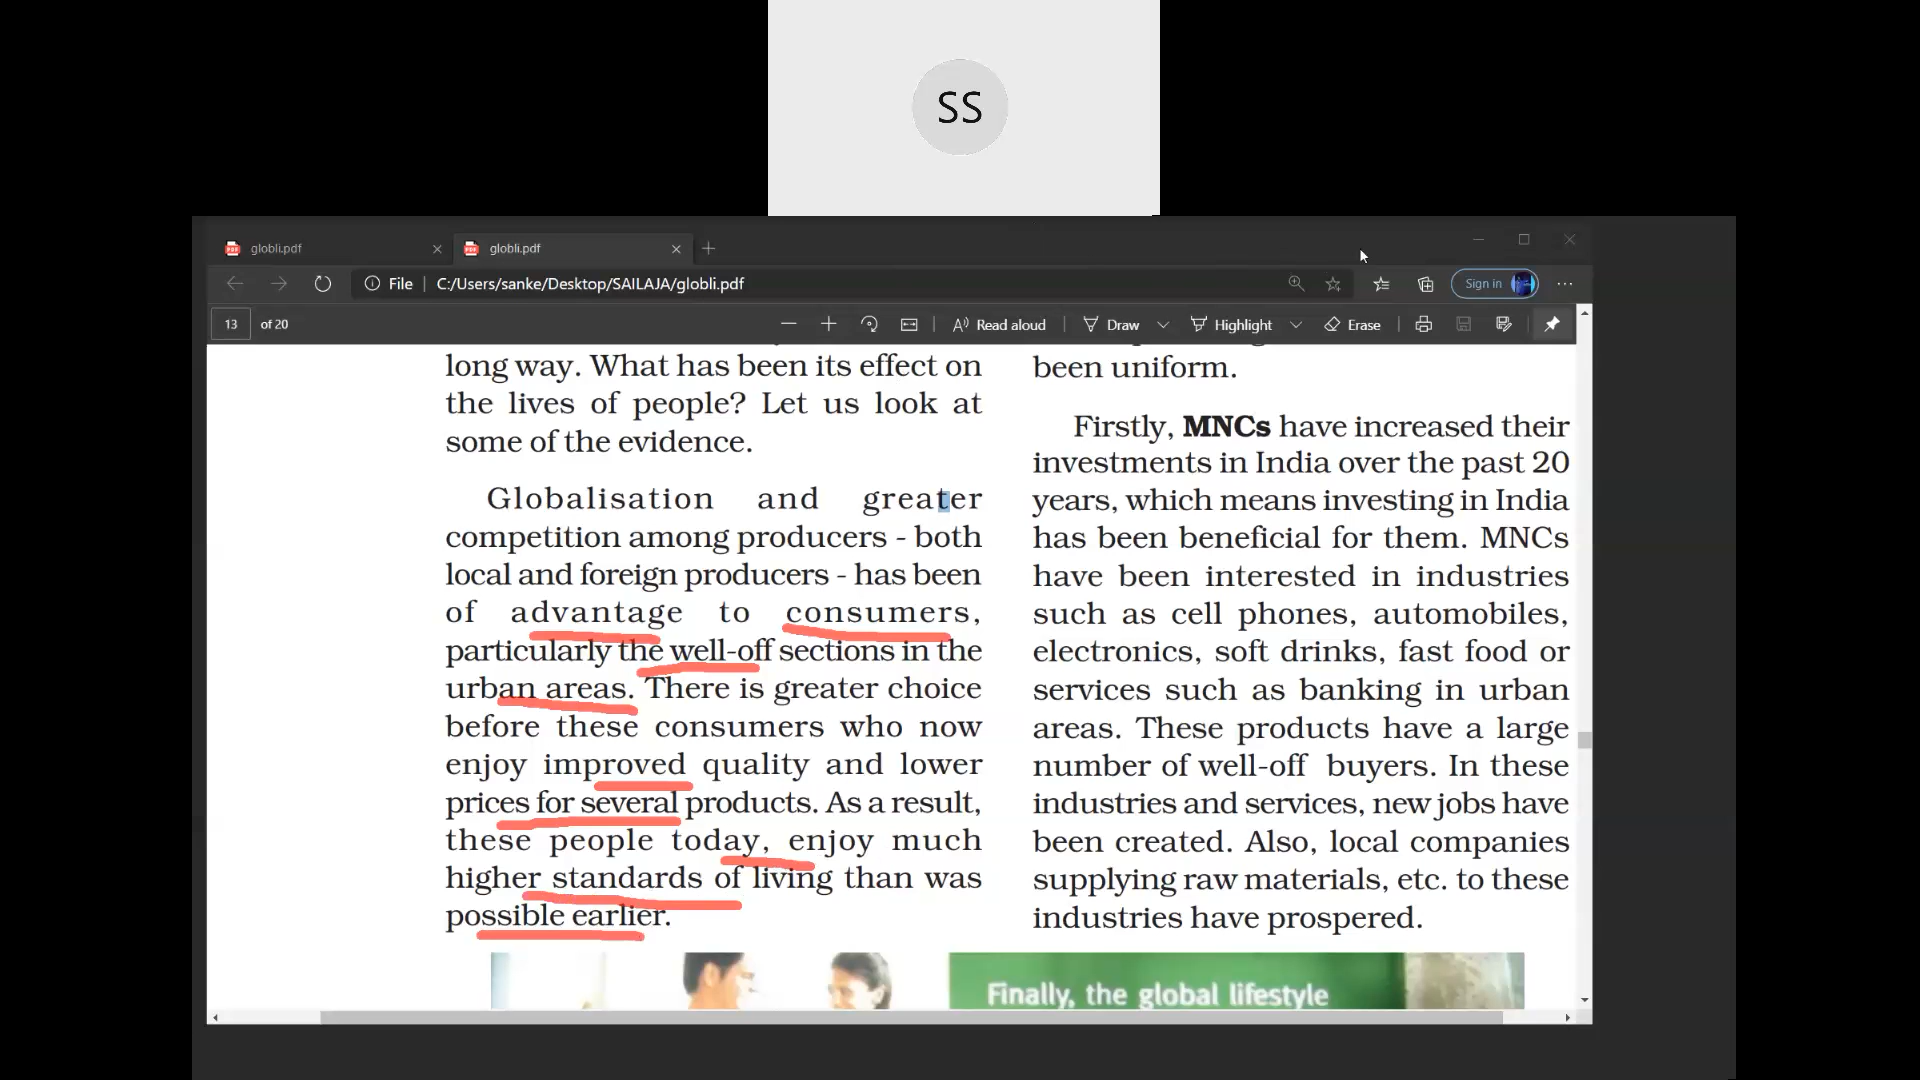 SS
globli.pdf
globli.pdf
File
C:/Users/sanke/Desktop/SAILAJA/globli.pdf
Sign in
13 of 20
Read aloud
Draw
Highlight
Erase
long way. What has been its effect on
the lives of people? Let us look at
some of the evidence.
Globalisation and greater
competition among producers - both
local and foreign producers - has been
of advantage to consumers,
particularly the well-off sections in the
urban areas. There is greater choice
before these consumers who now
enjoy improved quality and lower
prices for several products. As a result,
these people today, enjoy much
higher standards of living than was
possible earlier.
been uniform.
Firstly, MNCs have increased their
investments in India over the past 20
years, which means investing in India
has been beneficial for them. MNCs
have been interested in industries
such as cell phones, automobiles,
electronics, soft drinks, fast food or
services such as banking in urban
areas. These products have a large
number of well-off buyers. In these
industries and services, new jobs have
been created. Also, local companies
supplying raw materials, etc. to these
industries have prospered.
Finally, the global lifestyle